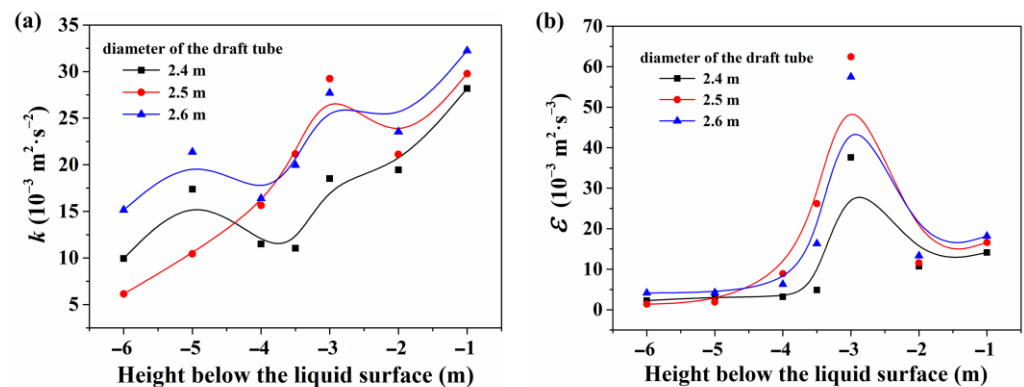 (a)
35
30
25
20
15
10
5
k (10⁻³ m²·s⁻²)
diameter of the draft tube
2.4 m
2.5 m
2.6 m
−6 −5 −4 −3 −2 −1
Height below the liquid surface (m)
(b)
70
60
50
40
30
20
10
0
ε (10⁻³ m²·s⁻³)
diameter of the draft tube
2.4 m
2.5 m
2.6 m
−6 −5 −4 −3 −2 −1
Height below the liquid surface (m)